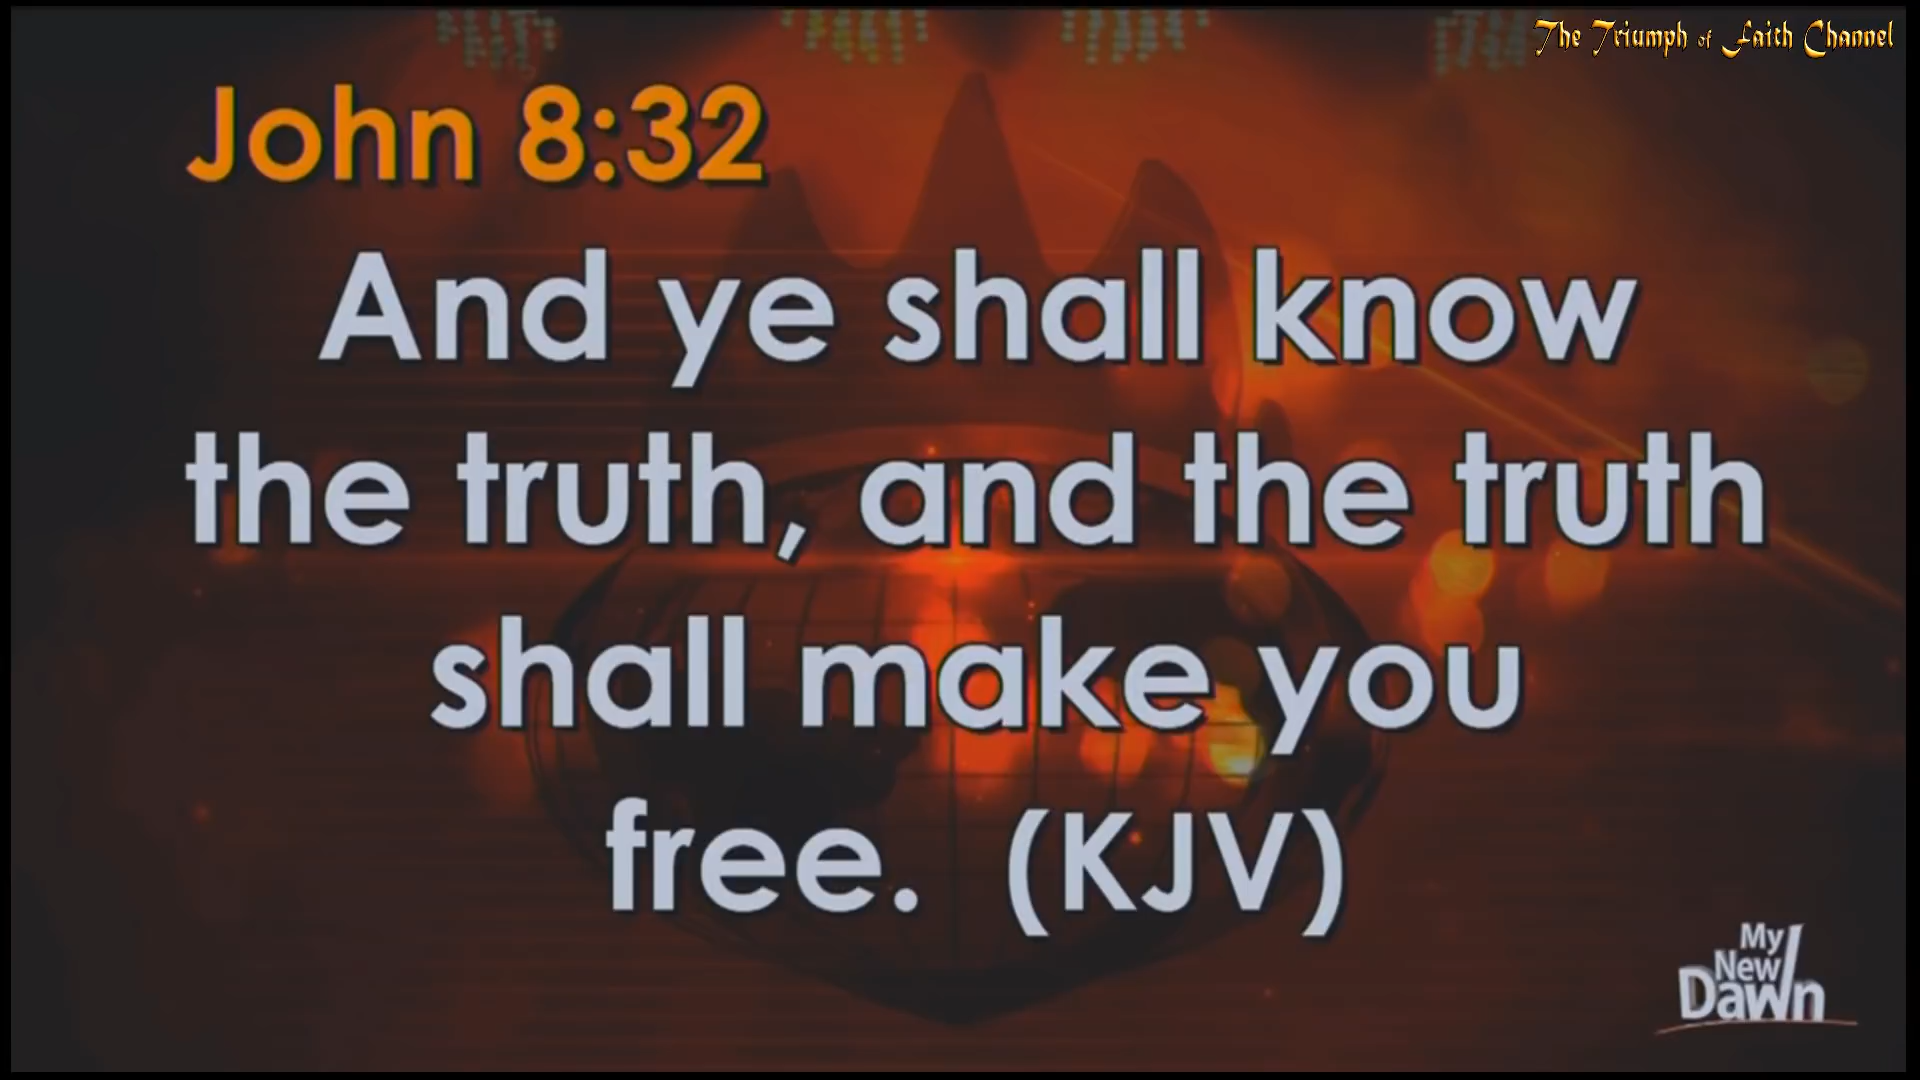 The Triumph of Faith Channel
John 8:32
And ye shall know
the truth, and the truth
shall make you
free. (KJV)
My
New
Dawn